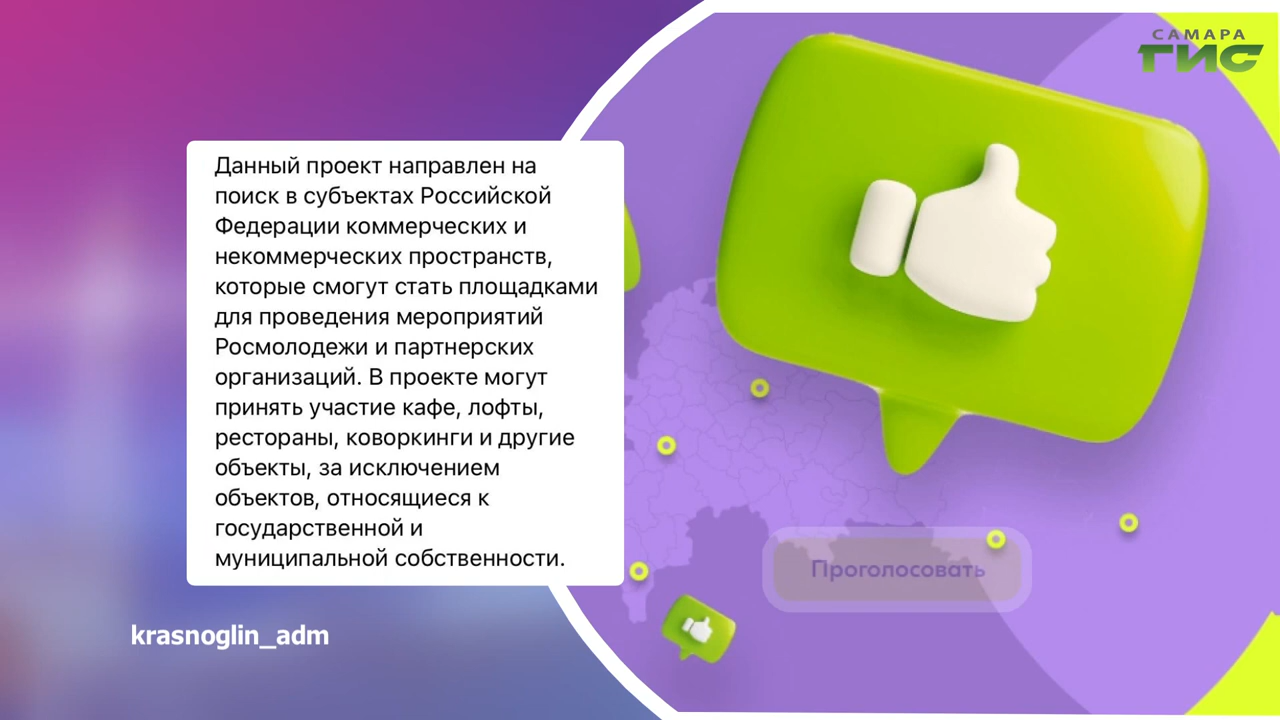 САМАРА
ГИС
Данный проект направлен на
поиск в субъектах Российской
Федерации коммерческих и
некоммерческих пространств,
которые смогут стать площадками
для проведения мероприятий
Росмолодежи и партнерских
организаций. В проекте могут
принять участие кафе, лофты,
рестораны, коворкинги и другие
объекты, за исключением
объектов, относящиеся к
государственной и
муниципальной собственности.
Проголосовать
krasnoglin_adm